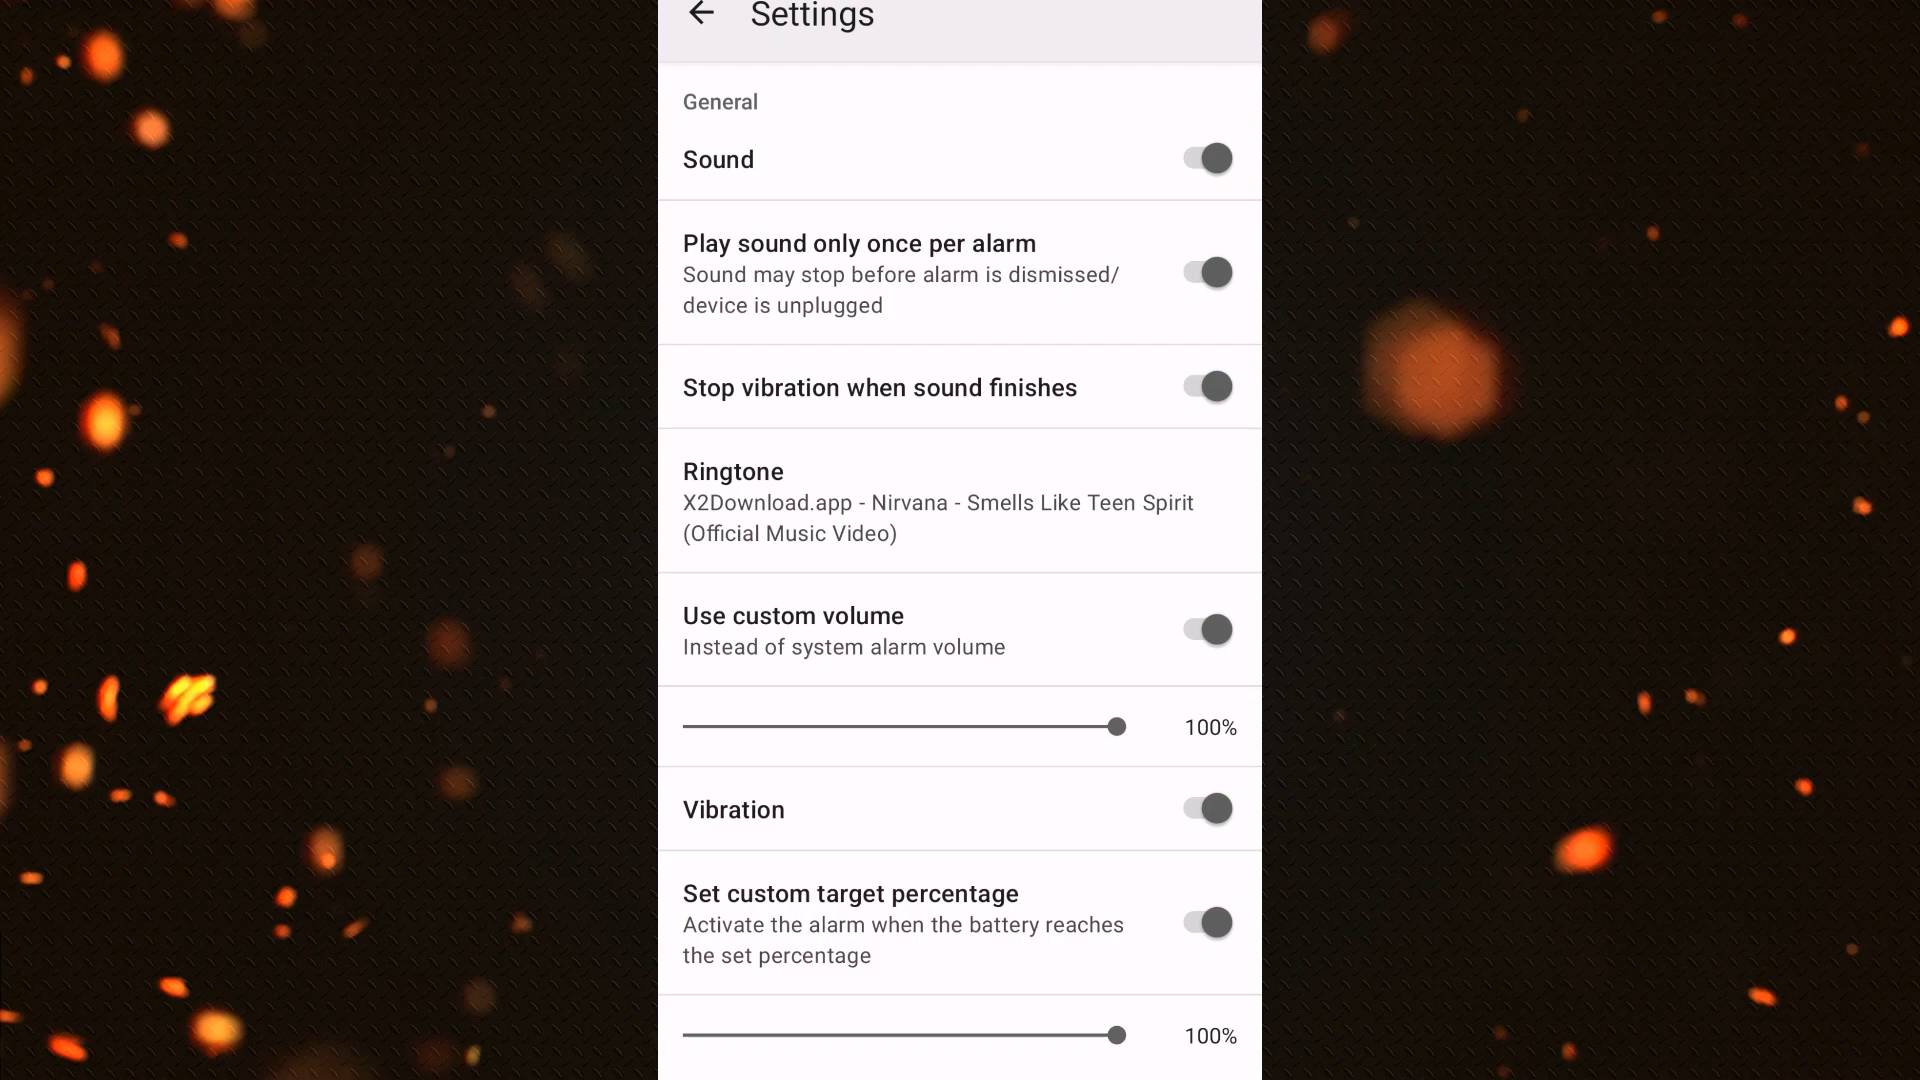 Settings
General
Sound
Play sound only once per alarm
Sound may stop before alarm is dismissed/
device is unplugged
Stop vibration when sound finishes
Ringtone
X2Download.app - Nirvana - Smells Like Teen Spirit
(Official Music Video)
Use custom volume
Instead of system alarm volume
100%
Vibration
Set custom target percentage
Activate the alarm when the battery reaches
the set percentage
100%